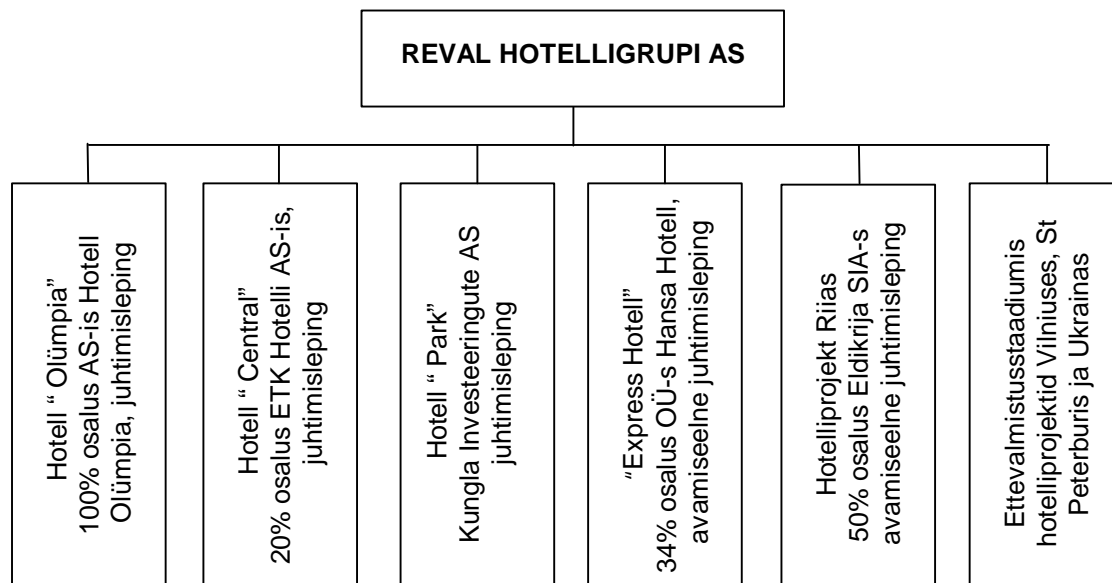 REVAL HOTELLIGRUPI AS
Hotell “ Olümpia”
100% osalus AS-is Hotell
Olümpia, juhtimisleping
Hotell “ Central”
20% osalus ETK Hotelli AS-is,
juhtimisleping
Hotell “ Park”
Kungla Investeeringute AS
juhtimisleping
“Express Hotell”
34% osalus OÜ-s Hansa Hotell,
avamiseelne juhtimisleping
Hotelliprojekt Riias
50% osalus Eldikrija SIA-s
avamiseelne juhtimisleping
Ettevalmistusstaadiumis
hotelliprojektid Vilniuses, St
Peterburis ja Ukrainas